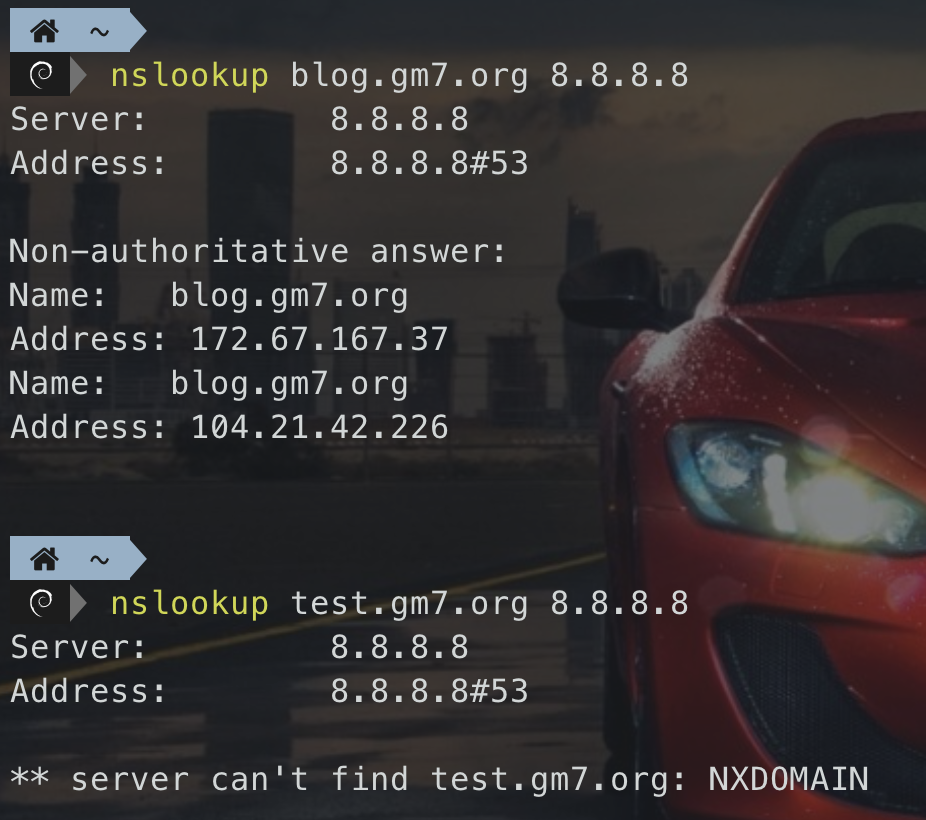 ~
nslookup blog.gm7.org 8.8.8.8
Server: 8.8.8.8
Address: 8.8.8.8#53
Non-authoritative answer:
Name: blog.gm7.org
Address: 172.67.167.37
Name: blog.gm7.org
Address: 104.21.42.226
~
nslookup test.gm7.org 8.8.8.8
Server: 8.8.8.8
Address: 8.8.8.8#53
** server can't find test.gm7.org: NXDOMAIN